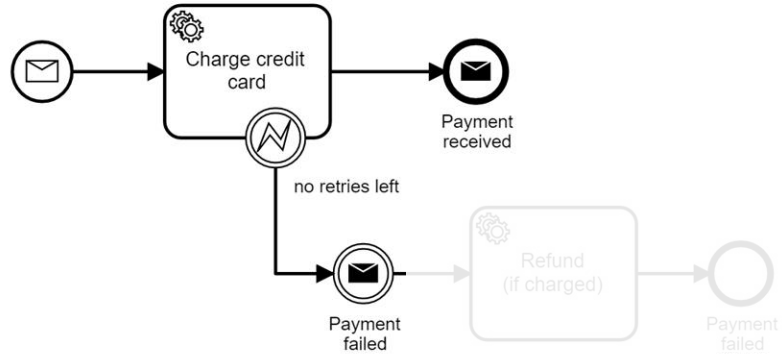 Charge credit
card
Payment
received
no retries left
Refund
(if charged)
Payment
failed
Payment
failed